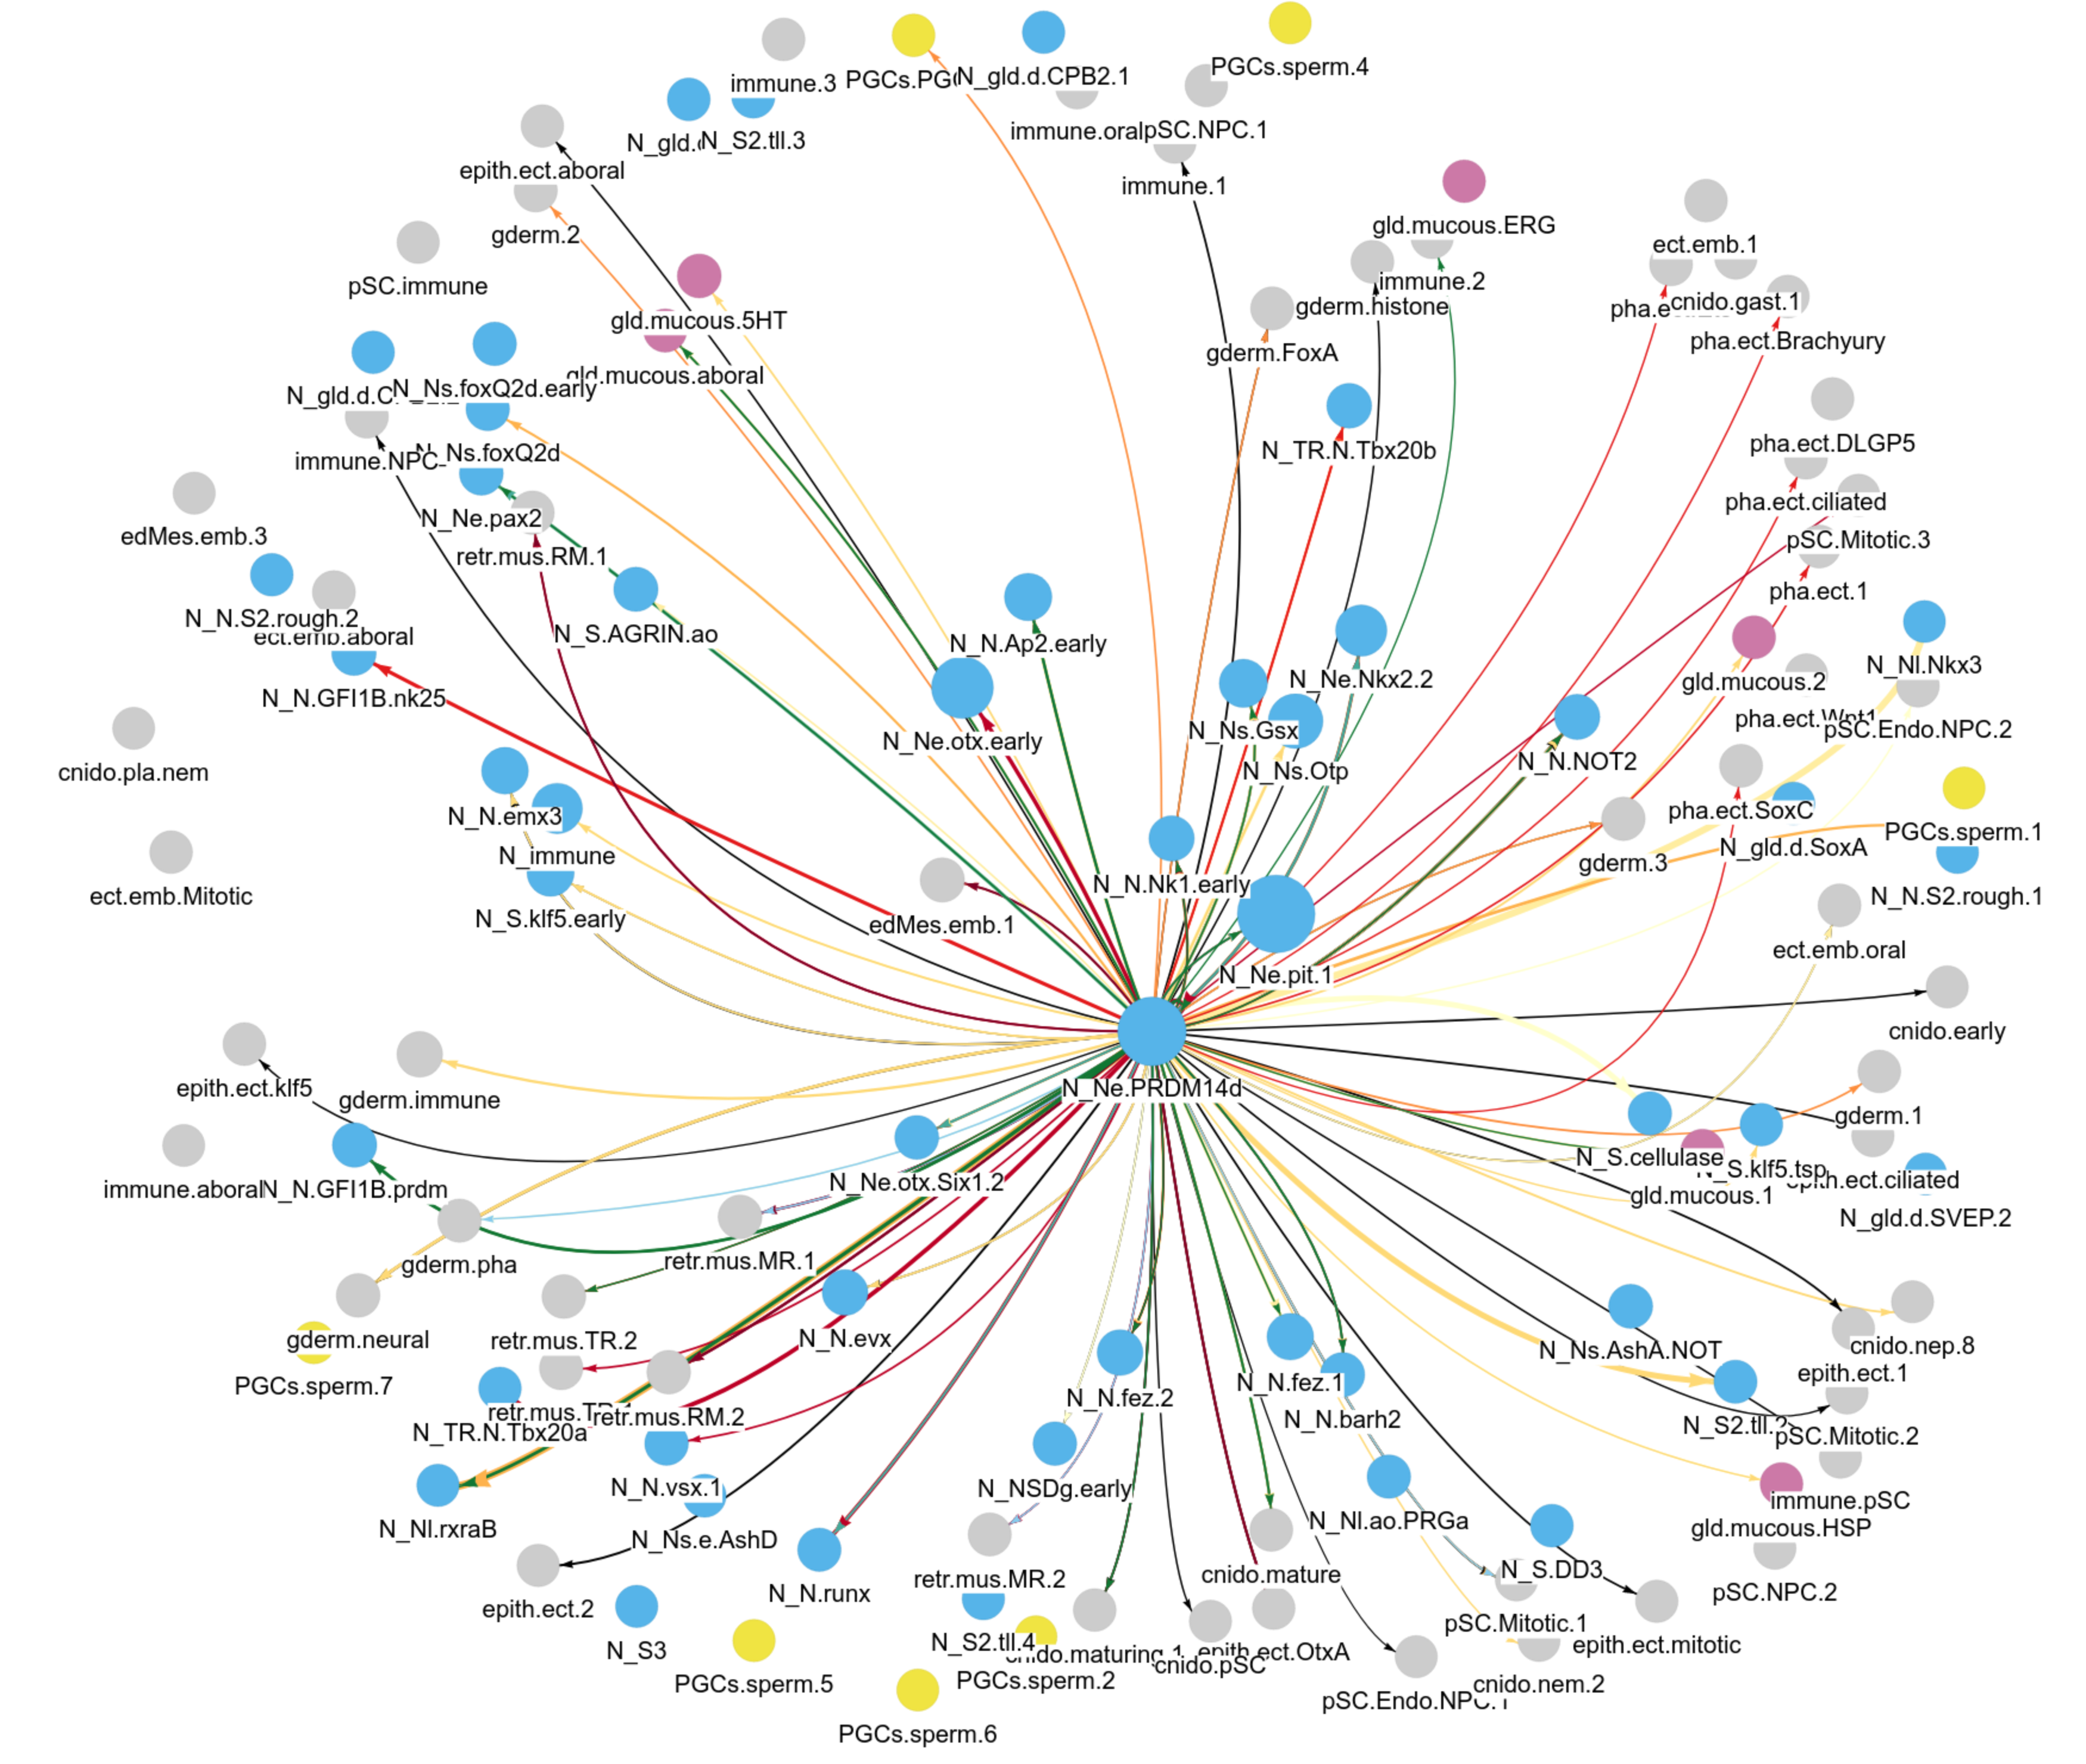 PGCs.sperm.4
immune.3
N_gld.d.CPB2.1
immune.oral
pSC.NPC.1
N_S2.tll.3
epith.ect.aboral
immune.1
gderm.2
gld.mucous.ERG
ect.emb.1
pSC.immune
immune.2
gderm.histone
cnido.gast.1
gld.mucous.5HT
pha.ect.Brachyury
gderm.FoxA
gld.mucous.aboral
N_Ns.foxQ2d.early
pha.ect.DLGP5
N_TR.N.Tbx20b
N_Ns.foxQ2d
immune.NPC
pha.ect.ciliated
N_Ne.pax2
edMes.emb.3
pSC.Mitotic.3
retr.mus.RM.1
pha.ect.1
N_N.S2.rough.2
ect.emb.aboral
N_S.AGRIN.ao
N_N.Ap2.early
N_Nl.Nkx3
N_Ne.Nkx2.2
gld.mucous.2
N_N.GFI1B.nk25
pha.ect.Wnt1
pSC.Endo.NPC.2
N_Ns.Gsx
N_Ne.otx.early
N_N.NOT2
cnido.pla.nem
N_Ns.Otp
N_N.emx3
pha.ect.SoxC
PGCs.sperm.1
N_immune
N_gld.d.SoxA
gderm.3
N_N.Nk1.early
ect.emb.Mitotic
N_N.S2.rough.1
N_S.klf5.early
edMes.emb.1
ect.emb.oral
N_Ne.pit.1
cnido.early
N_Ne.PRDM14d
epith.ect.klf5
gderm.immune
gderm.1
N_S.cellulase
N_S.klf5.tsp
epith.ect.ciliated
N_Ne.otx.Six1.2
immune.aboral
N_N.GFI1B.prdm
gld.mucous.1
N_gld.d.SVEP.2
retr.mus.MR.1
gderm.pha
gderm.neural
retr.mus.TR.2
N_N.evx
N_Ns.AshA.NOT
cnido.nep.8
epith.ect.1
PGCs.sperm.7
N_N.fez.1
N_N.fez.2
retr.mus.RM.2
N_N.barh2
N_TR.N.Tbx20a
pSC.Mitotic.2
N_N.vsx.1
N_NSDg.early
immune.pSC
N_Nl.rxraB
N_Nl.ao.PRGa
gld.mucous.HSP
N_Ns.e.AshD
N_S.DD3
cnido.mature
retr.mus.MR.2
N_N.runx
pSC.NPC.2
epith.ect.2
pSC.Mitotic.1
N_S2.tll.4
epith.ect.mitotic
N_S3
cnido.maturing.1
epith.ect.OtxA
cnido.pSC
PGCs.sperm.2
PGCs.sperm.5
cnido.nem.2
pSC.Endo.NPC.1
PGCs.sperm.6